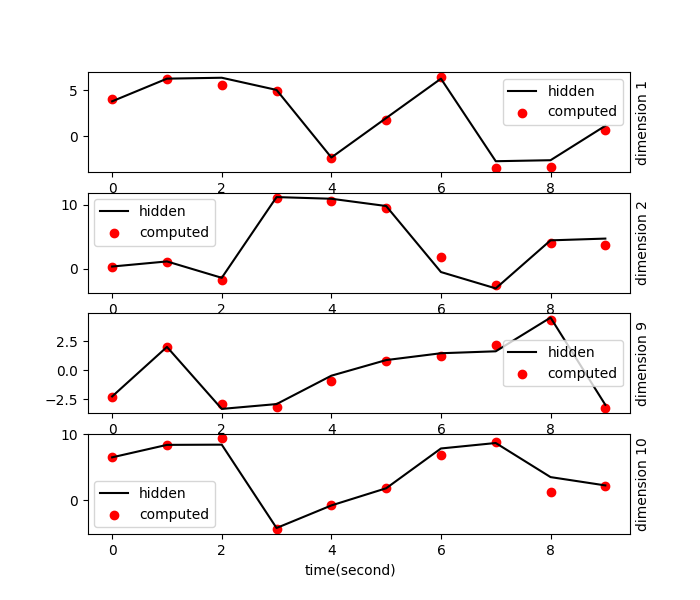 5
0
hidden
computed
dimension 1
0 2 4 6 8
10
0
hidden
computed
dimension 2
0 2 4 6 8
2.5
0.0
−2.5
hidden
computed
dimension 9
0 2 4 6 8
10
0
hidden
computed
dimension 10
0 2 4 6 8
time(second)